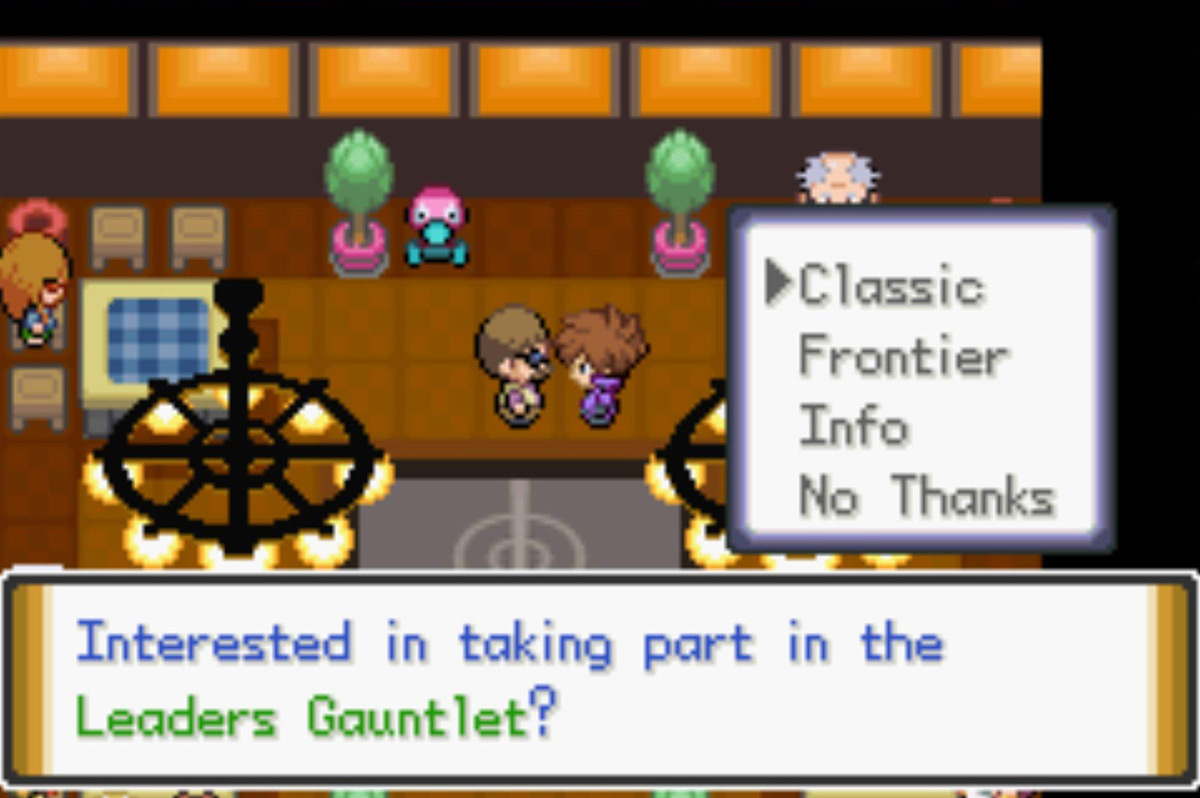 Classic
Frontier
Info
No Thanks
Interested in taking part in the
Leaders Gauntlet?